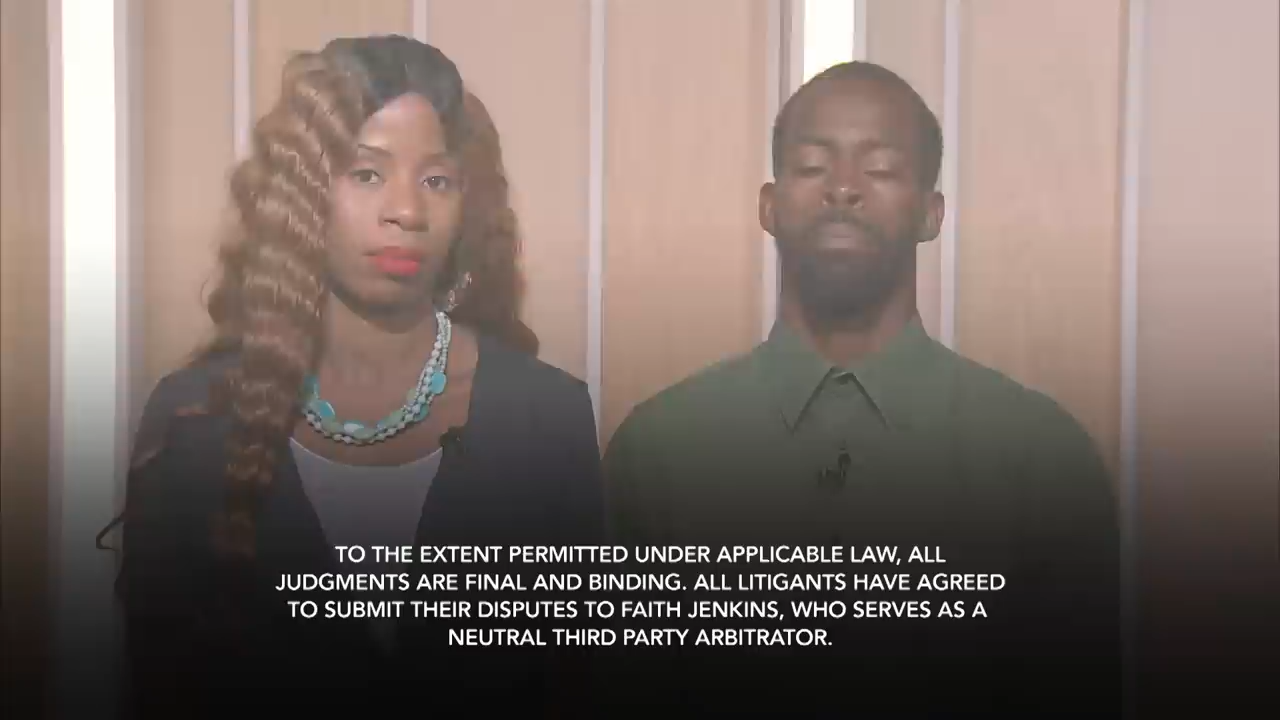 TO THE EXTENT PERMITTED UNDER APPLICABLE LAW, ALL
JUDGMENTS ARE FINAL AND BINDING. ALL LITIGANTS HAVE AGREED
TO SUBMIT THEIR DISPUTES TO FAITH JENKINS, WHO SERVES AS A
NEUTRAL THIRD PARTY ARBITRATOR.